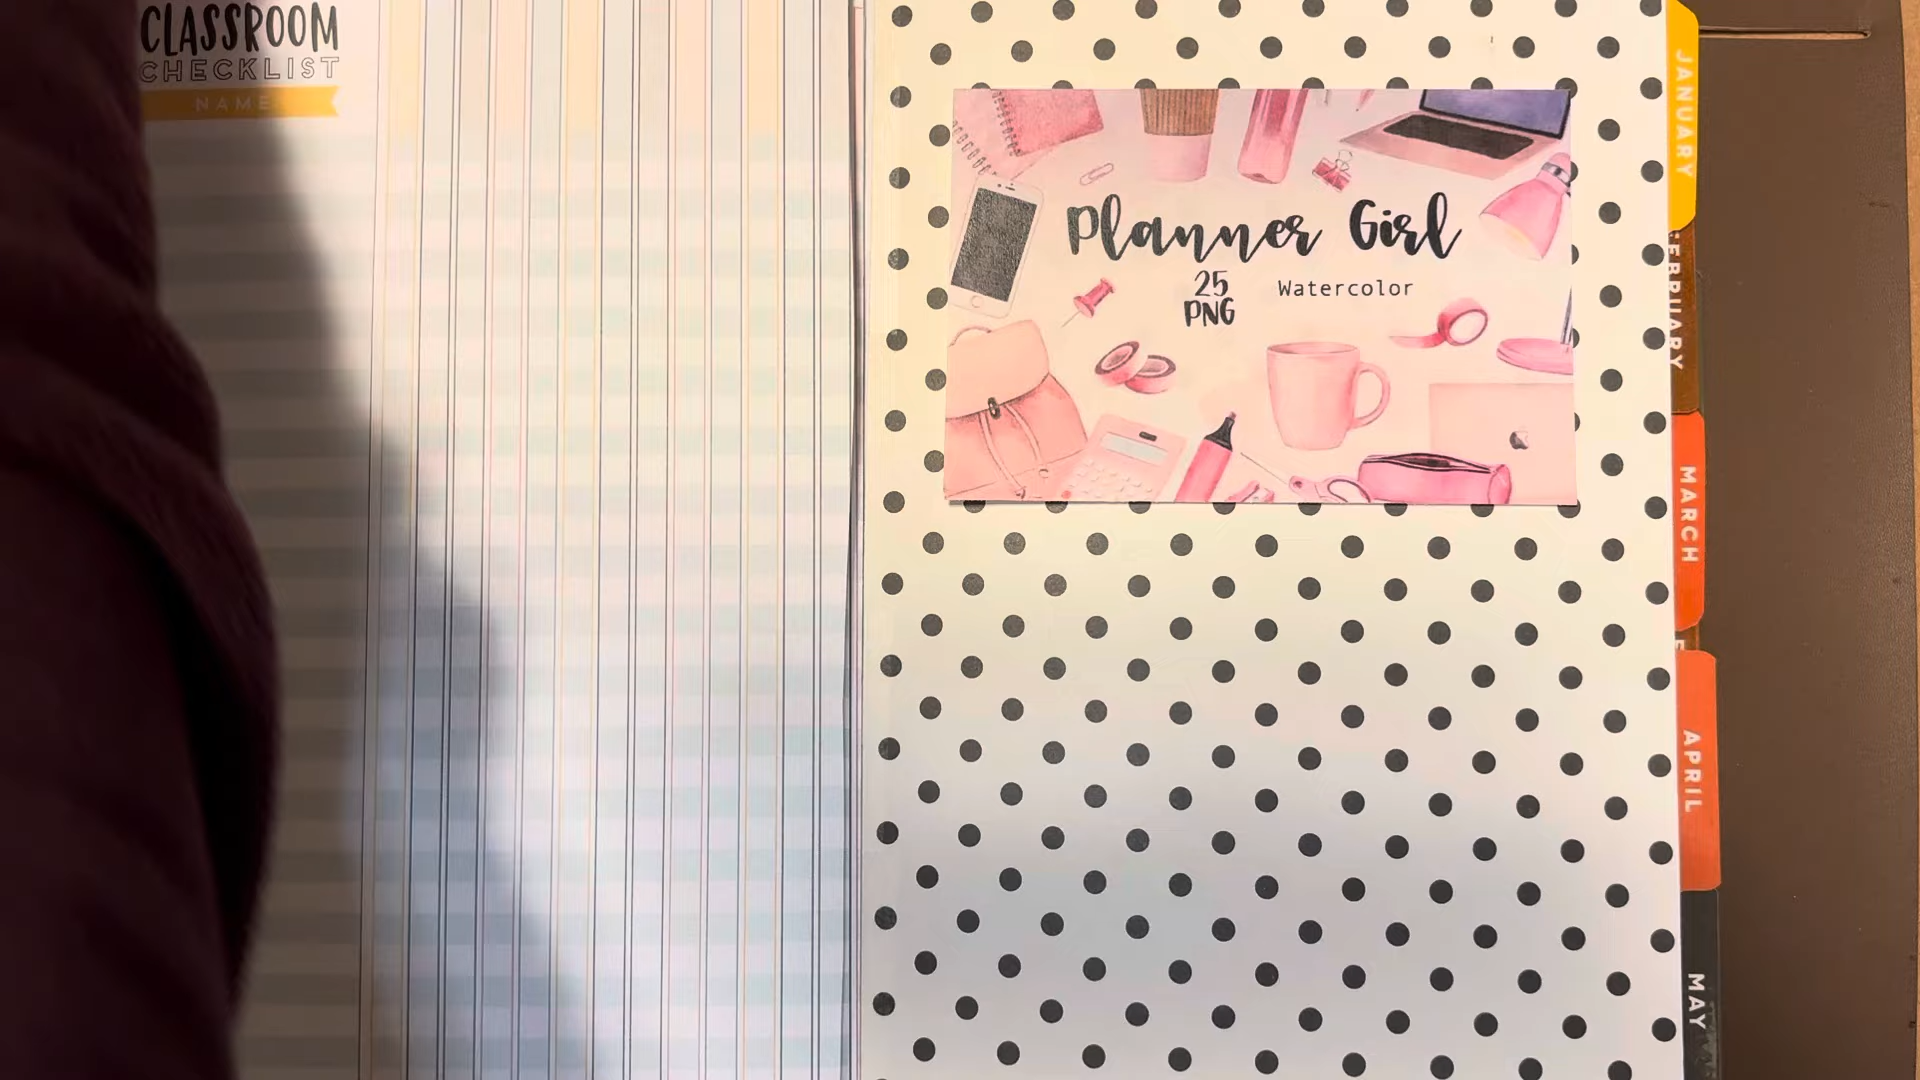 CLASSROOM
CHECKLIST
NAME
Planner Girl
25
PNG
Watercolor
JANUARY
FEBRUARY
MARCH
APRIL
MAY